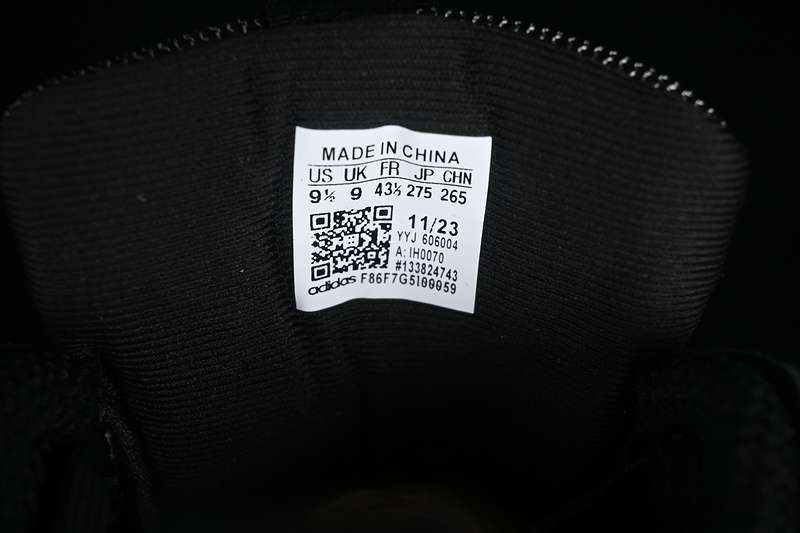 MADE IN CHINA
US UK FR JP CHN
9½ 9 43⅓ 275 265
11/23
YYJ 606004
A: IH0070
#133824743
adidas F86F7G5I00059